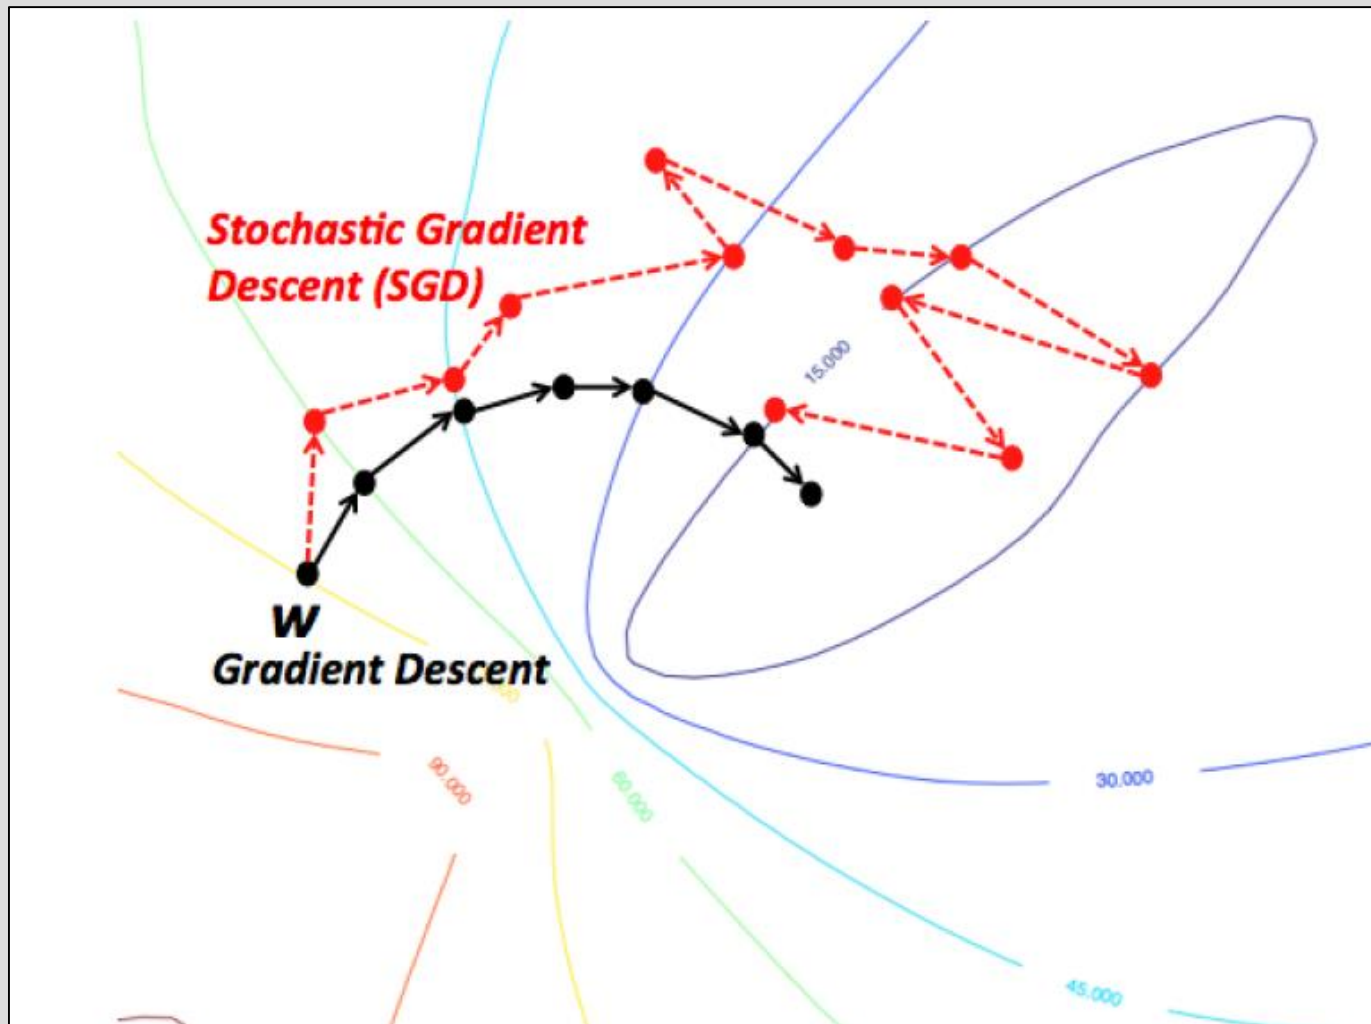 Stochastic Gradient
Descent (SGD)
15.000
W
Gradient Descent
90.000
60.000
30.000
45.000